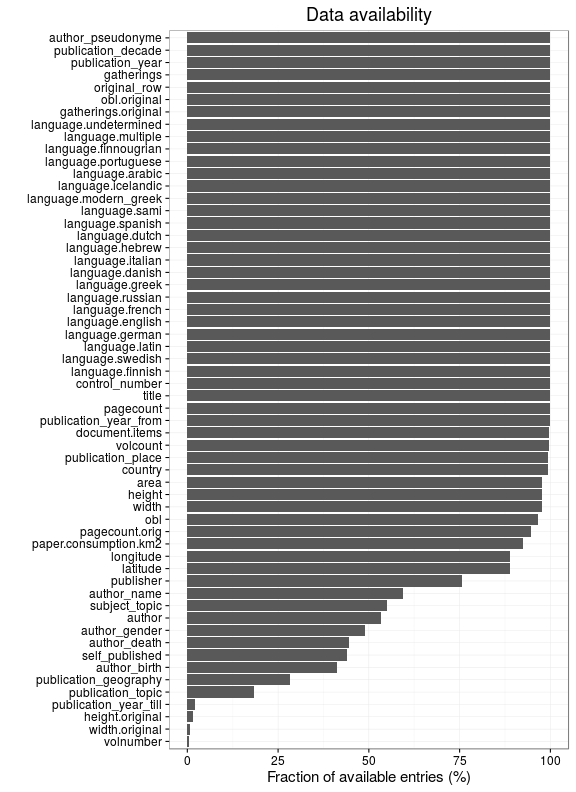 Data availability
author_pseudonyme
publication_decade
publication_year
gatherings
original_row
obl.original
gatherings.original
language.undetermined
language.multiple
language.finnougrian
language.portuguese
language.arabic
language.icelandic
language.modern_greek
language.sami
language.spanish
language.dutch
language.hebrew
language.italian
language.danish
language.greek
language.russian
language.french
language.english
language.german
language.latin
language.swedish
language.finnish
control_number
title
pagecount
publication_year_from
document.items
volcount
publication_place
country
area
height
width
obl
pagecount.orig
paper.consumption.km2
longitude
latitude
publisher
author_name
subject_topic
author
author_gender
author_death
self_published
author_birth
publication_geography
publication_topic
publication_year_till
height.original
width.original
volnumber
0 25 50 75 100
Fraction of available entries (%)